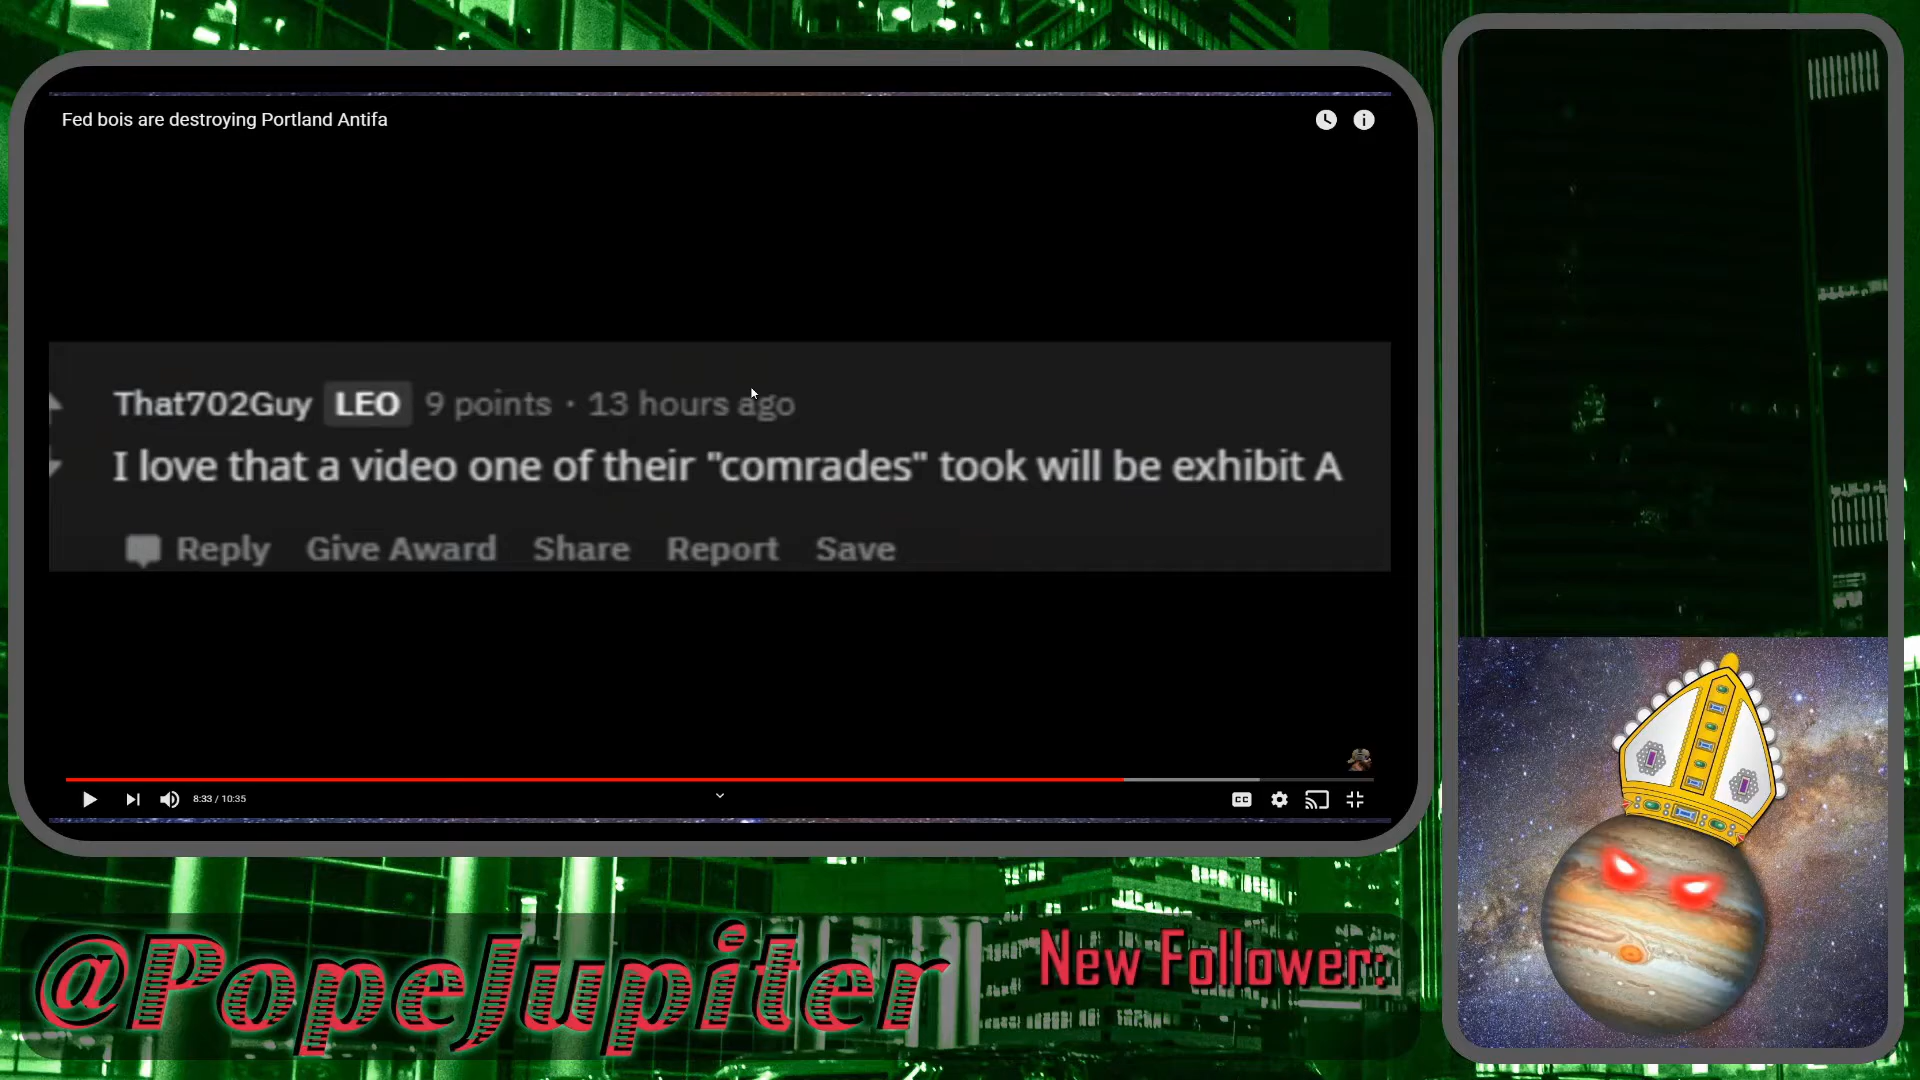 Fed bois are destroying Portland Antifa
That702Guy LEO 9 points · 13 hours ago
I love that a video one of their "comrades" took will be exhibit A
Reply Give Award Share Report Save
8:33 / 10:35
CC
@PopeJupiter
New Follower: